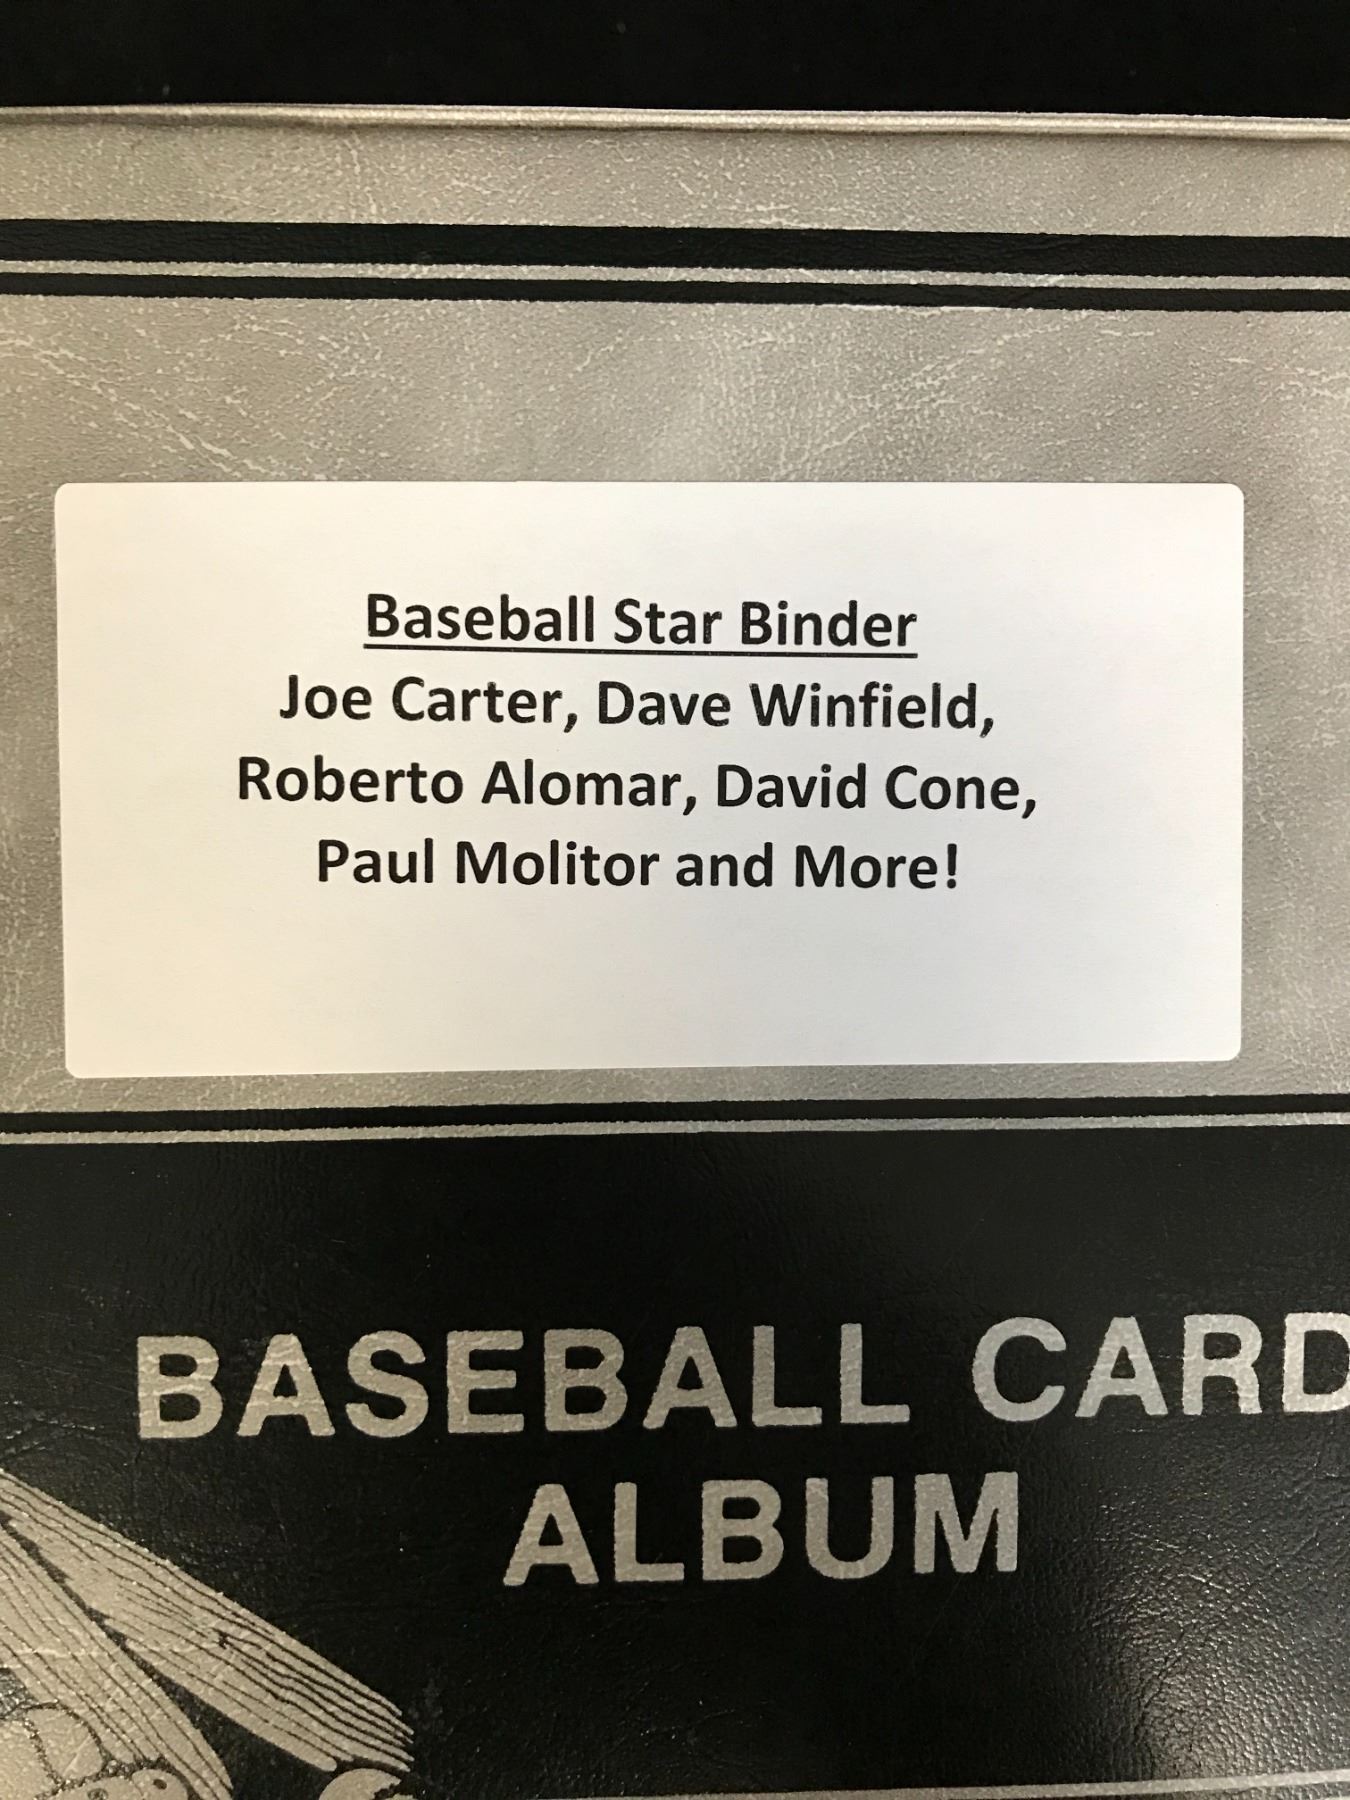 Baseball Star Binder
Joe Carter, Dave Winfield,
Roberto Alomar, David Cone,
Paul Molitor and More!
BASEBALL CARD
ALBUM